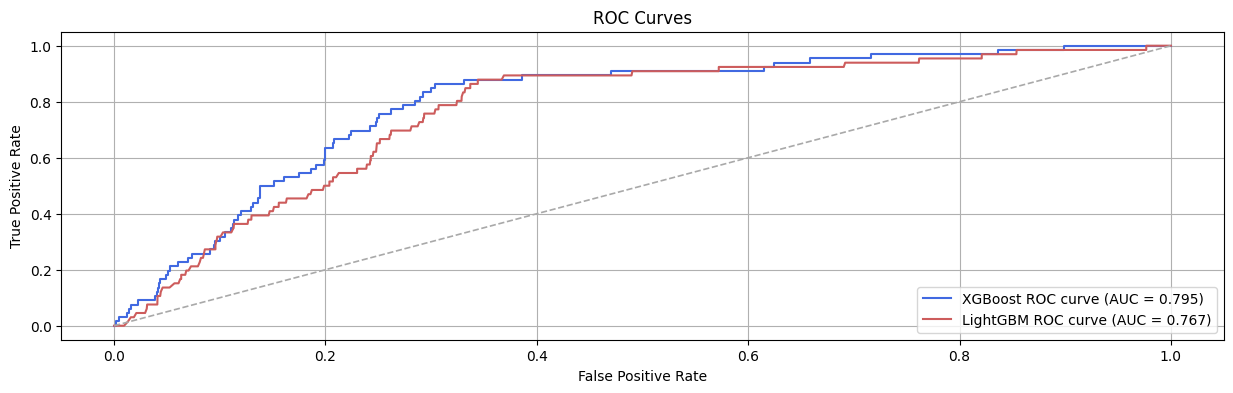 ROC Curves
True Positive Rate
1.0
0.8
0.6
0.4
0.2
0.0
XGBoost ROC curve (AUC = 0.795)
LightGBM ROC curve (AUC = 0.767)
0.0 0.2 0.4 0.6 0.8 1.0
False Positive Rate